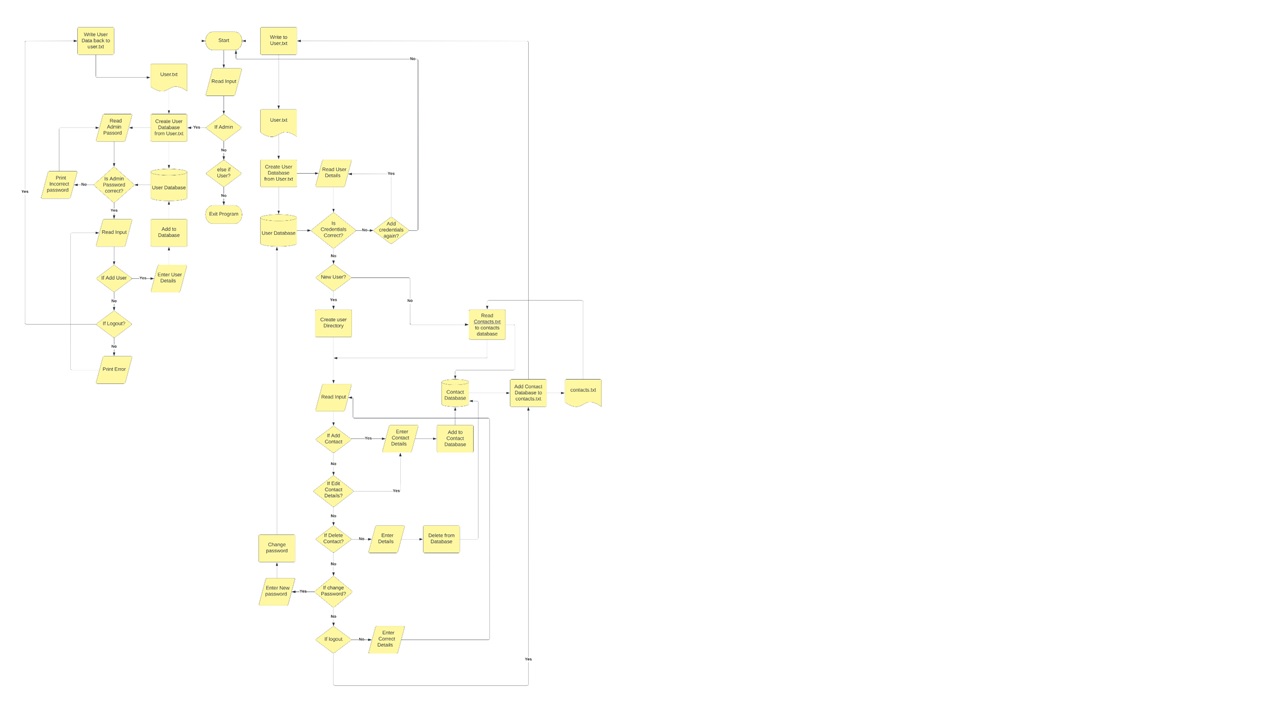 Write User
Data back to
user.txt
Start
Write to
User.txt
No
User.txt
Read Input
User.txt
Read
Admin
Passord
Create User
Database
from User.txt
Yes
If Admin
No
Create User
Database
from User.txt
Read User
Details
Yes
else if
User?
Print
Incorrect
password
No
Is Admin
Password
correct?
User Database
Yes
No
Yes
Exit Program
Read Input
Add to
Database
User Database
Is
Credentials
Correct?
No
Add
credentials
again?
No
If Add User
Yes
Enter User
Details
New User?
No
No
Yes
If Logout?
Create user
Directory
Read
Contacts.txt
to contacts
database
No
Print Error
Read Input
Contact
Database
Add Contact
Database to
contacts.txt
contacts.txt
If Add
Contact
Yes
Enter
Contact
Details
Add to
Contact
Database
No
If Edit
Contact
Details?
Yes
No
If Delete
Contact?
No
Enter
Details
Delete from
Database
Change
password
No
Enter New
password
Yes
If change
Password?
No
If logout
No
Enter
Correct
Details
Yes